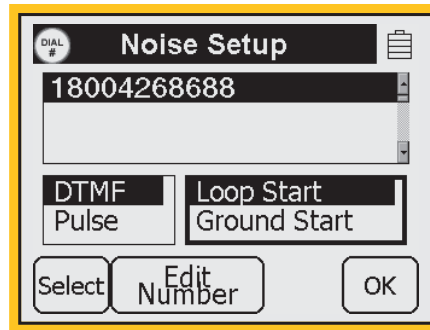 DIAL
#
Noise Setup
18004268688
DTMF
Pulse
Loop Start
Ground Start
Select
Edit
Number
OK